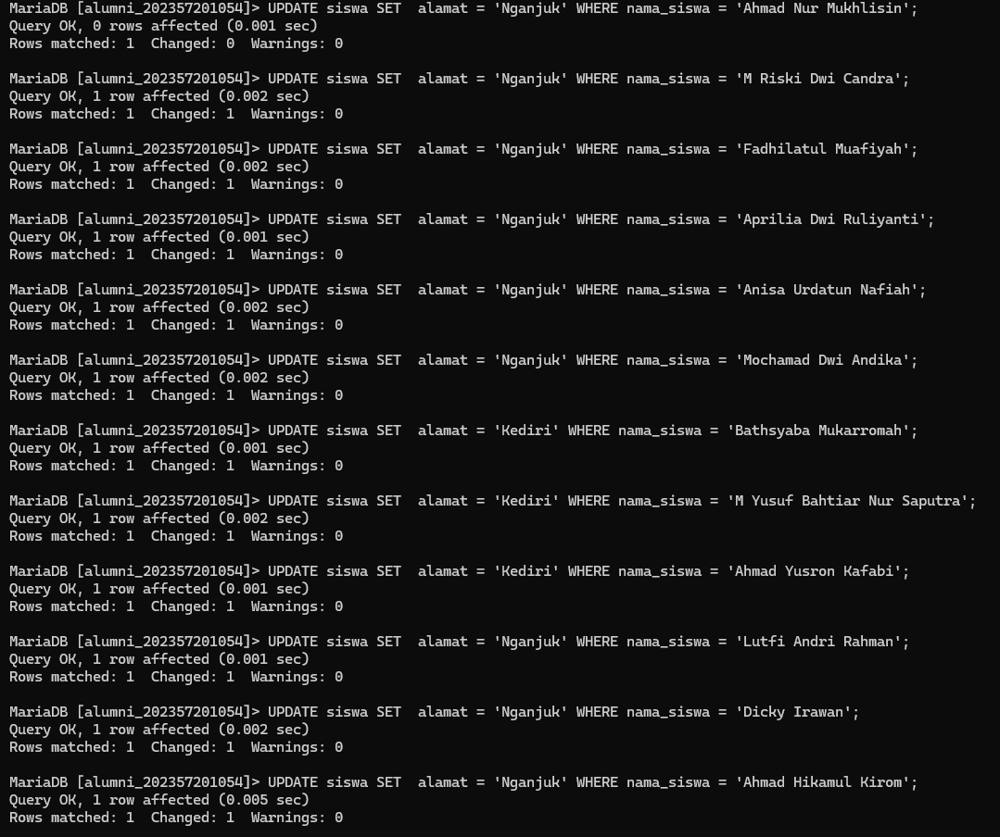 MariaDB [alumni_202357201054]> UPDATE siswa SET  alamat = 'Nganjuk' WHERE nama_siswa = 'Ahmad Nur Mukhlisin';
Query OK, 0 rows affected (0.001 sec)
Rows matched: 1  Changed: 0  Warnings: 0

MariaDB [alumni_202357201054]> UPDATE siswa SET  alamat = 'Nganjuk' WHERE nama_siswa = 'M Riski Dwi Candra';
Query OK, 1 row affected (0.002 sec)
Rows matched: 1  Changed: 1  Warnings: 0

MariaDB [alumni_202357201054]> UPDATE siswa SET  alamat = 'Nganjuk' WHERE nama_siswa = 'Fadhilatul Muafiyah';
Query OK, 1 row affected (0.002 sec)
Rows matched: 1  Changed: 1  Warnings: 0

MariaDB [alumni_202357201054]> UPDATE siswa SET  alamat = 'Nganjuk' WHERE nama_siswa = 'Aprilia Dwi Ruliyanti';
Query OK, 1 row affected (0.001 sec)
Rows matched: 1  Changed: 1  Warnings: 0

MariaDB [alumni_202357201054]> UPDATE siswa SET  alamat = 'Nganjuk' WHERE nama_siswa = 'Anisa Urdatun Nafiah';
Query OK, 1 row affected (0.002 sec)
Rows matched: 1  Changed: 1  Warnings: 0

MariaDB [alumni_202357201054]> UPDATE siswa SET  alamat = 'Nganjuk' WHERE nama_siswa = 'Mochamad Dwi Andika';
Query OK, 1 row affected (0.002 sec)
Rows matched: 1  Changed: 1  Warnings: 0

MariaDB [alumni_202357201054]> UPDATE siswa SET  alamat = 'Kediri' WHERE nama_siswa = 'Bathsyaba Mukarromah';
Query OK, 1 row affected (0.001 sec)
Rows matched: 1  Changed: 1  Warnings: 0

MariaDB [alumni_202357201054]> UPDATE siswa SET  alamat = 'Kediri' WHERE nama_siswa = 'M Yusuf Bahtiar Nur Saputra';
Query OK, 1 row affected (0.002 sec)
Rows matched: 1  Changed: 1  Warnings: 0

MariaDB [alumni_202357201054]> UPDATE siswa SET  alamat = 'Kediri' WHERE nama_siswa = 'Ahmad Yusron Kafabi';
Query OK, 1 row affected (0.001 sec)
Rows matched: 1  Changed: 1  Warnings: 0

MariaDB [alumni_202357201054]> UPDATE siswa SET  alamat = 'Nganjuk' WHERE nama_siswa = 'Lutfi Andri Rahman';
Query OK, 1 row affected (0.001 sec)
Rows matched: 1  Changed: 1  Warnings: 0

MariaDB [alumni_202357201054]> UPDATE siswa SET  alamat = 'Nganjuk' WHERE nama_siswa = 'Dicky Irawan';
Query OK, 1 row affected (0.002 sec)
Rows matched: 1  Changed: 1  Warnings: 0

MariaDB [alumni_202357201054]> UPDATE siswa SET  alamat = 'Nganjuk' WHERE nama_siswa = 'Ahmad Hikamul Kirom';
Query OK, 1 row affected (0.005 sec)
Rows matched: 1  Changed: 1  Warnings: 0